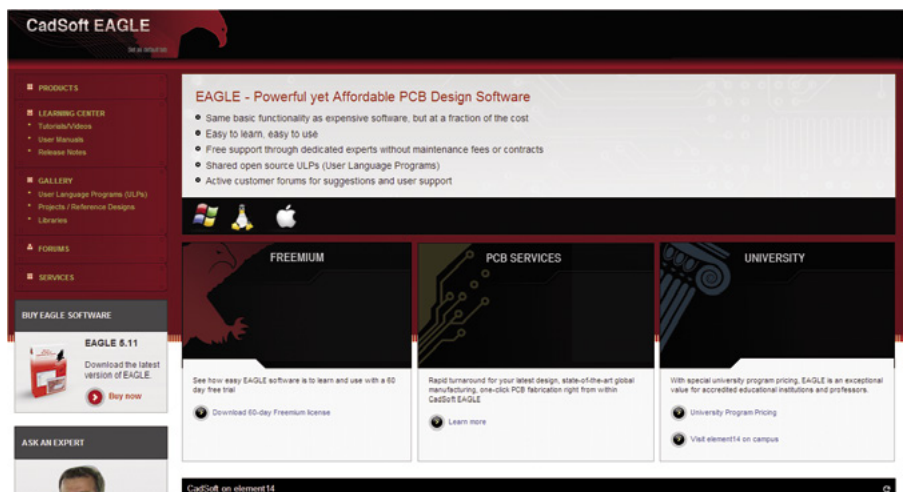 CadSoft EAGLE
PRODUCTS
LEARNING CENTER
Tutorials/Videos
User Manuals
Release Notes
GALLERY
User Language Programs (ULPs)
Projects / Reference Designs
Libraries
FORUMS
SERVICES
BUY EAGLE SOFTWARE
EAGLE 5.11
Download the latest
version of EAGLE.
Buy now
ASK AN EXPERT
EAGLE - Powerful yet Affordable PCB Design Software
Same basic functionality as expensive software, but at a fraction of the cost
Easy to learn, easy to use
Free support through dedicated experts without maintenance fees or contracts
Shared open source ULPs (User Language Programs)
Active customer forums for suggestions and user support
FREEMIUM
See how easy EAGLE software is to learn and use with a 60
day free trial
Download 60-day Freemium license
PCB SERVICES
Rapid turnaround for your latest design, state-of-the-art global
manufacturing, one-click PCB fabrication right from within
CadSoft EAGLE
Learn more
UNIVERSITY
With special university program pricing, EAGLE is an exceptional
value for accredited educational institutions and professors.
University Program Pricing
Visit element14 on campus
CadSoft on element14